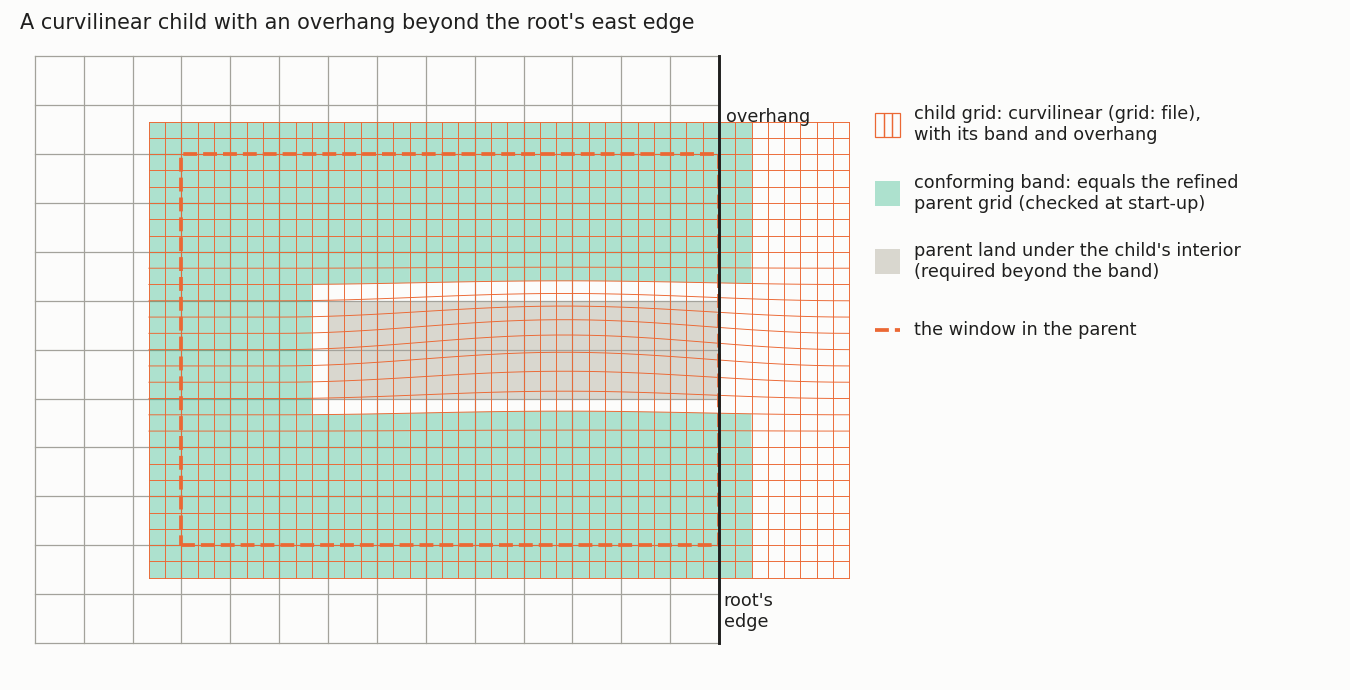 A curvilinear child with an overhang beyond the root's east edge
overhang
child grid: curvilinear (grid: file),
with its band and overhang
conforming band: equals the refined
parent grid (checked at start-up)
parent land under the child's interior
(required beyond the band)
the window in the parent
root's
edge